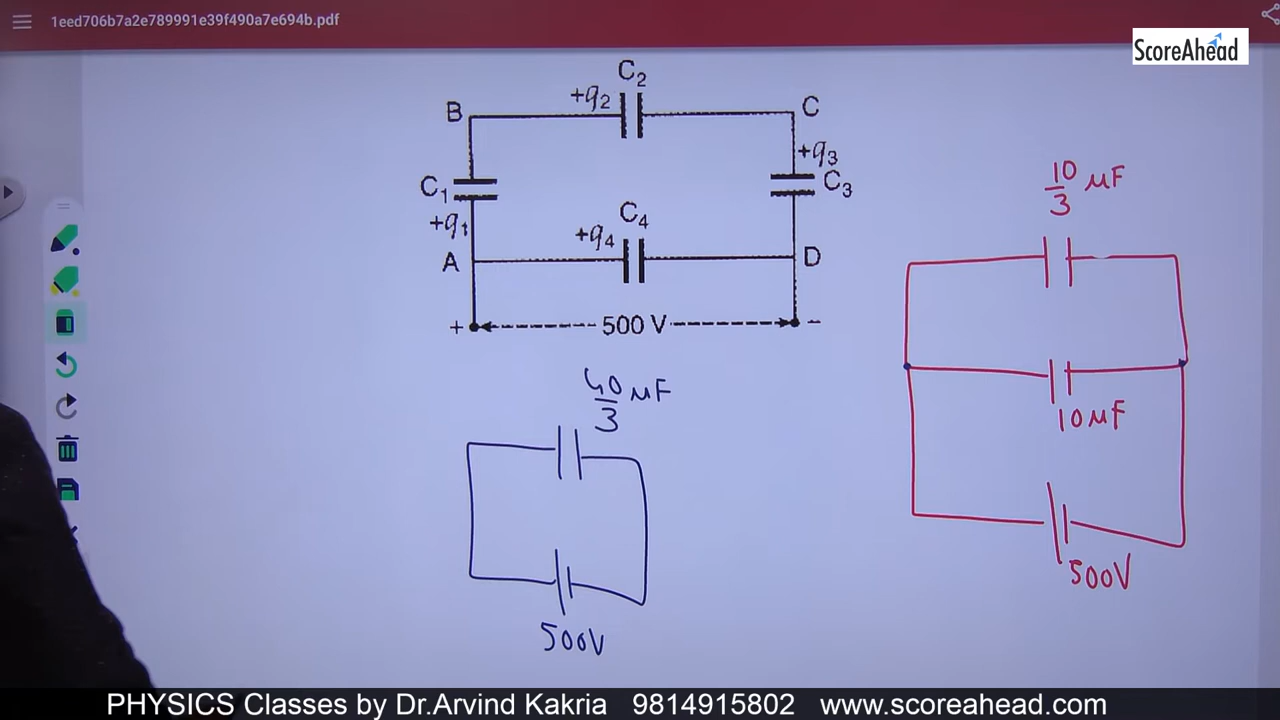 1eed706b7a2e789991e39f490a7e694b.pdf
ScoreAhead
C2
+q2
B
C
+q3
C1
C3
+q1
C4
+q4
A
D
+ 500 V −
10/3 μF
10μF
500V
40/3 μF
500V
PHYSICS Classes by Dr.Arvind Kakria 9814915802 www.scoreahead.com